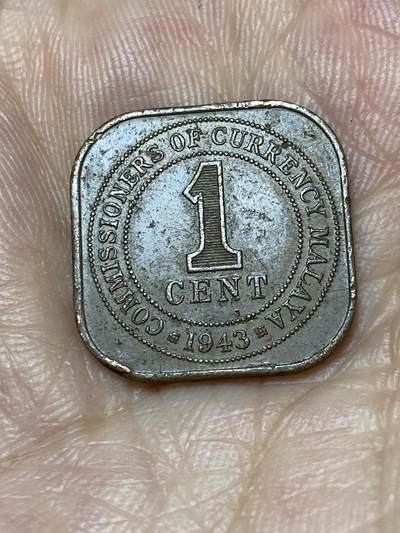 COMMISSIONERS OF CURRENCY MALAYA
1
CENT
1943